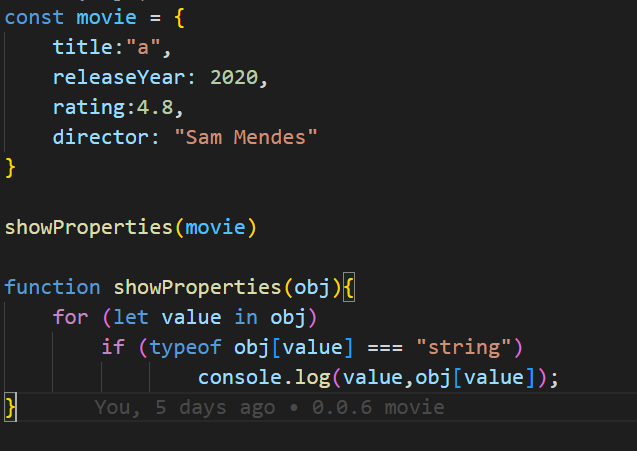 const movie = {
    title:"a",
    releaseYear: 2020,
    rating:4.8,
    director: "Sam Mendes"
}

showProperties(movie)

function showProperties(obj){
    for (let value in obj)
        if (typeof obj[value] === "string")
                console.log(value,obj[value]);
}       You, 5 days ago • 0.0.6 movie